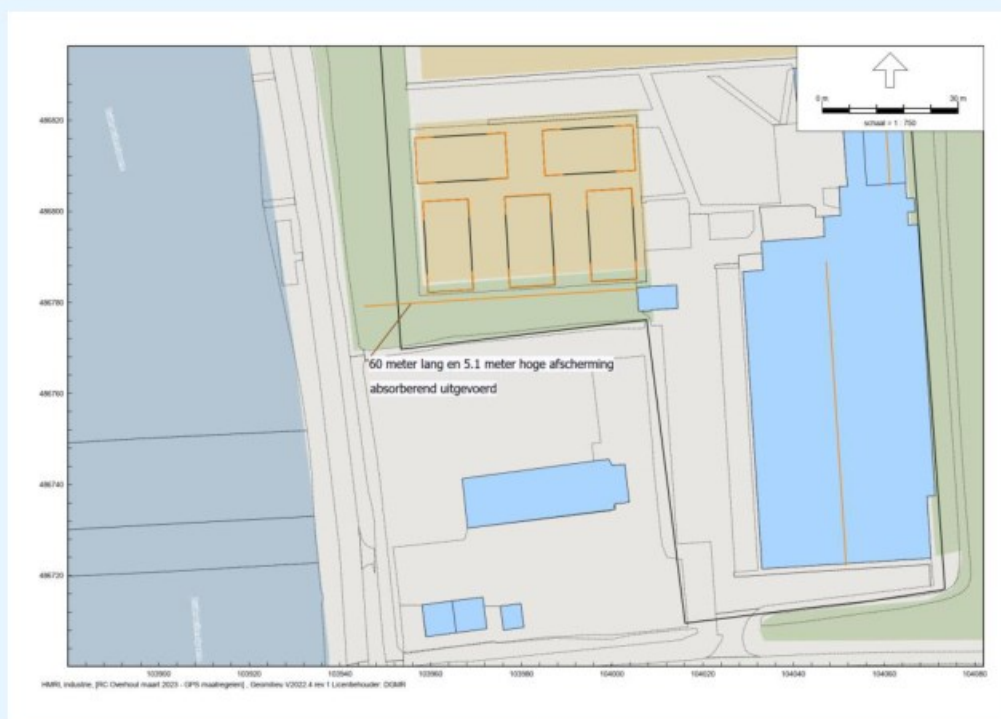 0 m
20 m
schaal = 1 : 750
486820
486800
486780
"60 meter lang en 5.1 meter hoge afscherming
absorberend uitgevoerd
486760
486740
486720
103900
103920
103940
103960
103980
104000
104020
104040
104060
104080
HMRI, industrie, [RC Overhout maart 2023 - GPS maatregelen] , Geomilieu V2022.4 rev 1 Licentiehouder: DGMR